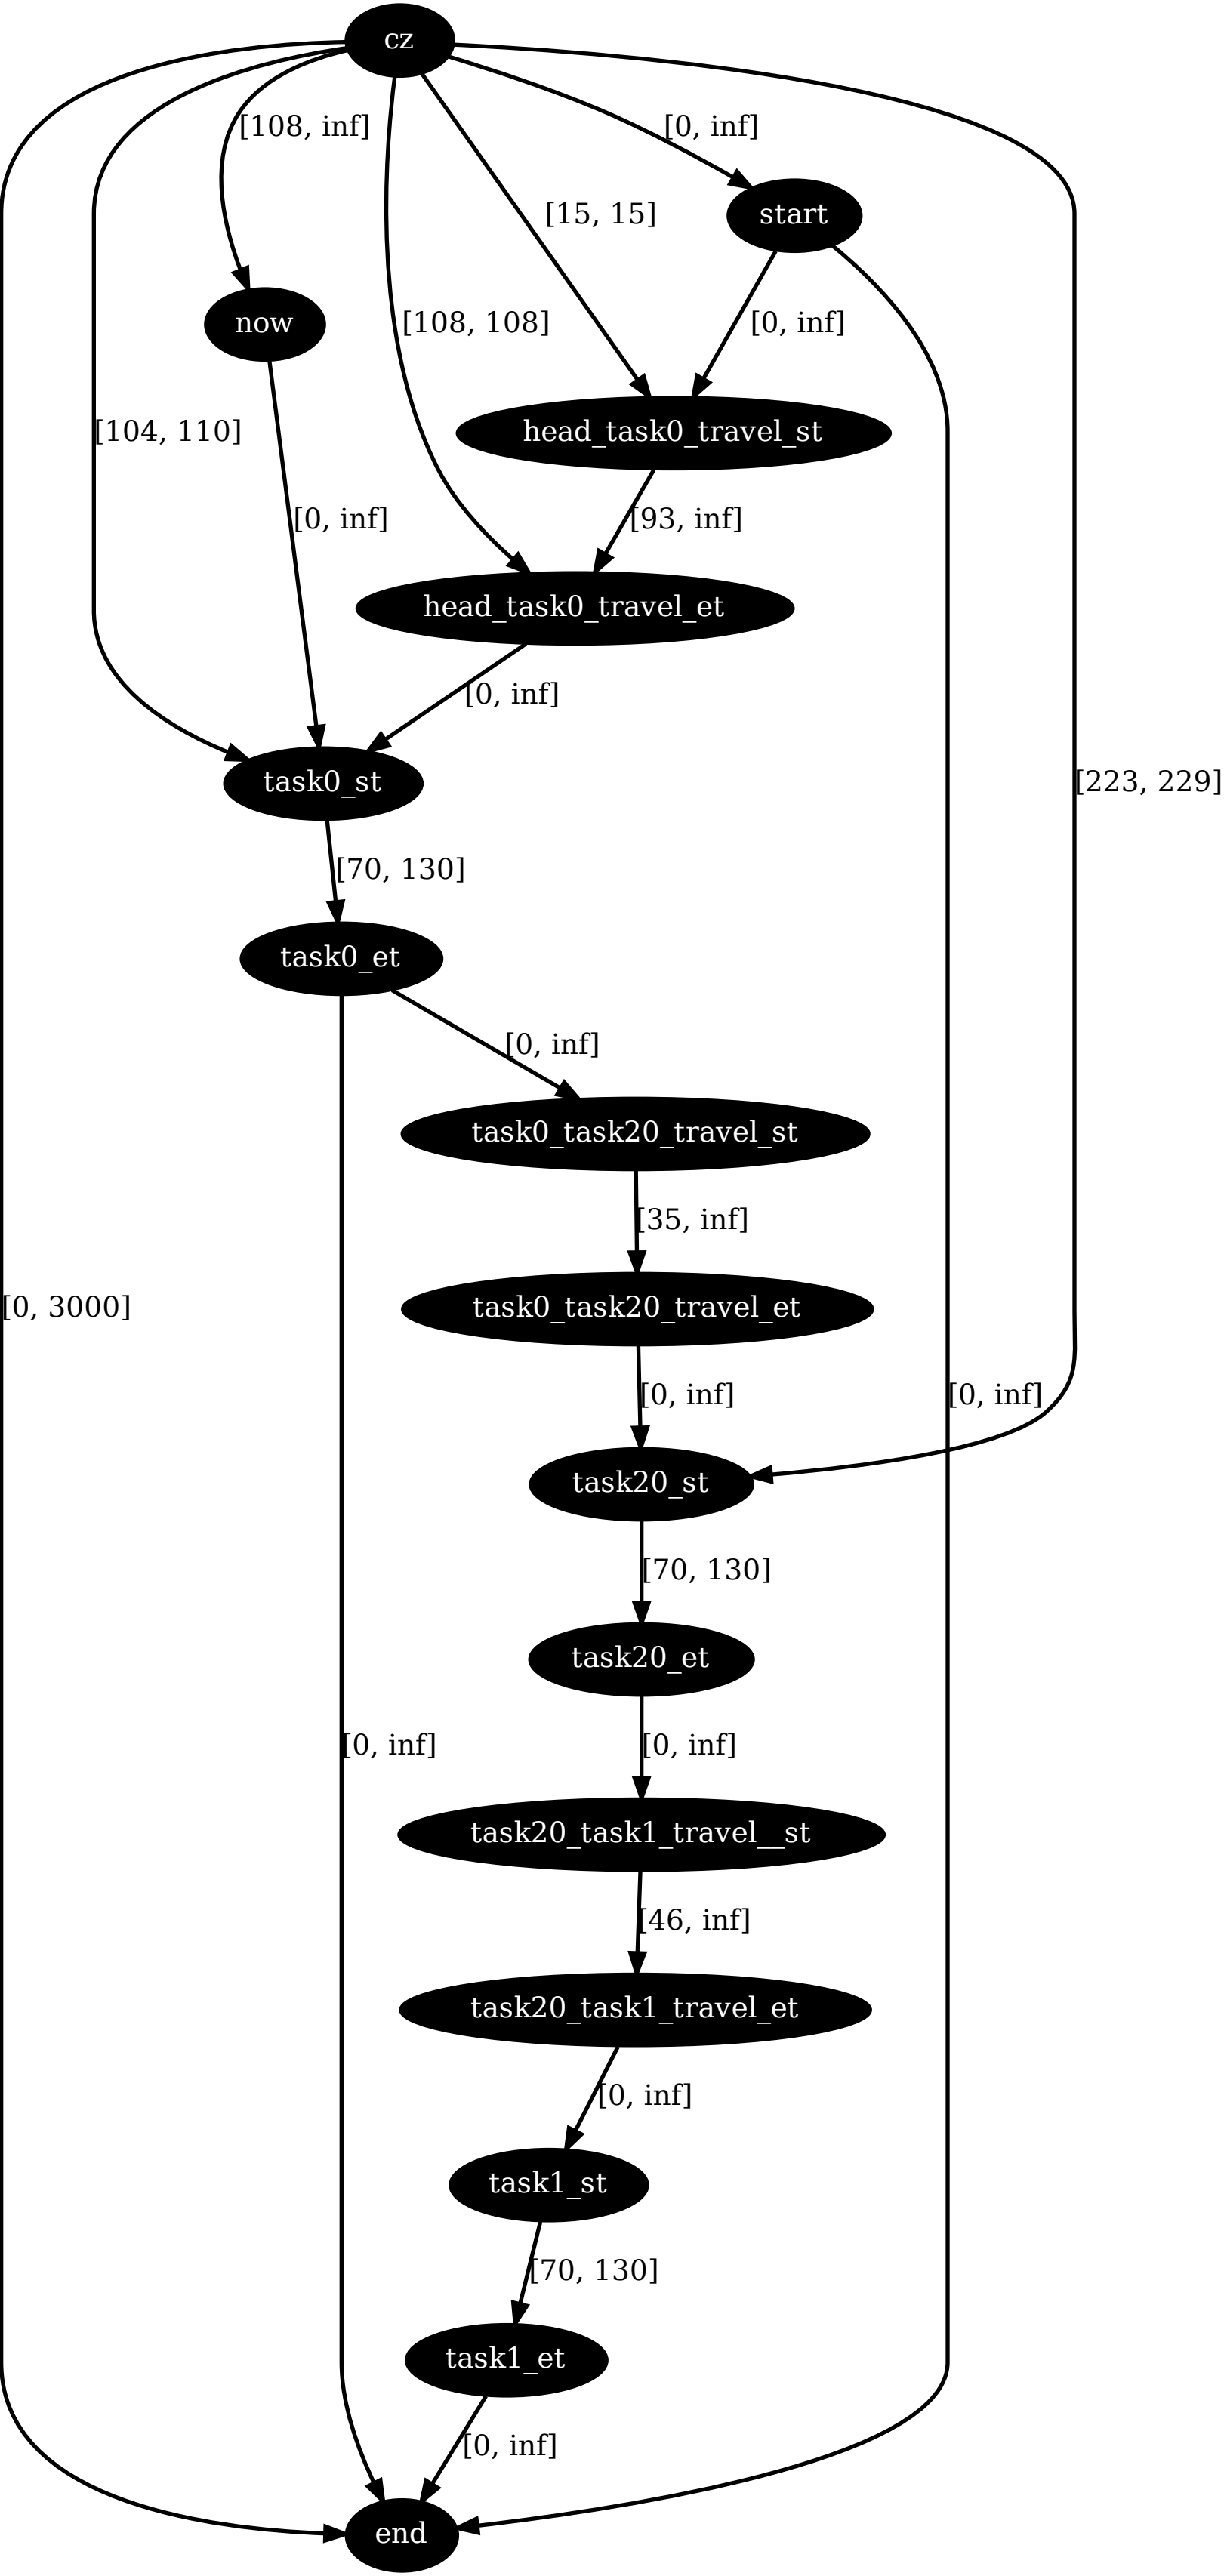 cz
[108, inf]
[0, inf]
[15, 15]
start
now
[108, 108]
[0, inf]
[104, 110]
head_task0_travel_st
[0, inf]
[93, inf]
head_task0_travel_et
[0, inf]
task0_st
[223, 229]
[70, 130]
task0_et
[0, inf]
task0_task20_travel_st
[35, inf]
[0, 3000]
task0_task20_travel_et
[0, inf]
[0, inf]
task20_st
[70, 130]
task20_et
[0, inf]
[0, inf]
task20_task1_travel__st
[46, inf]
task20_task1_travel_et
[0, inf]
task1_st
[70, 130]
task1_et
[0, inf]
end